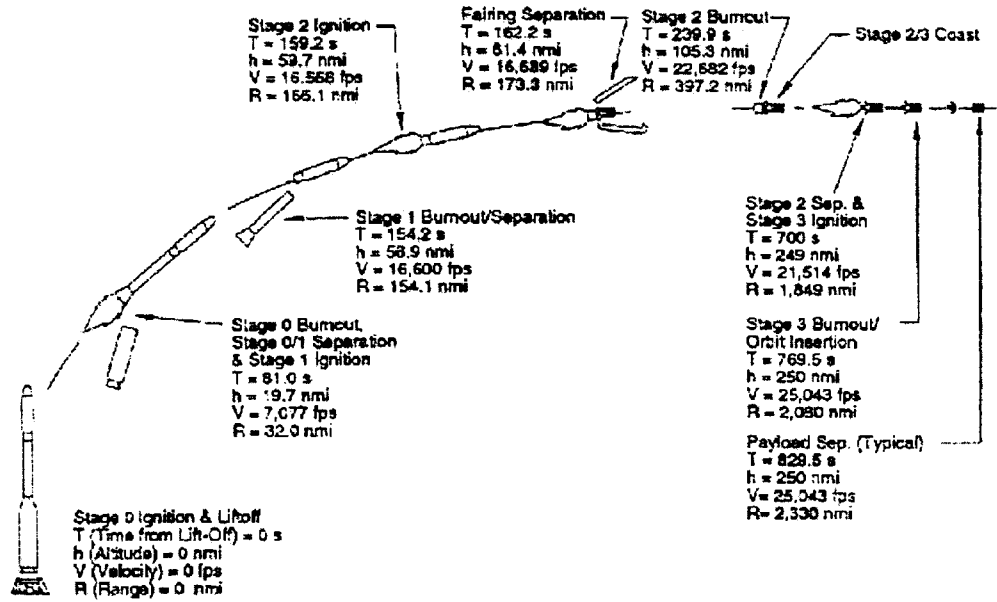 Stage 2 Ignition
T = 159.2 s
h = 59.7 nmi
V = 16,568 fps
R = 166.1 nmi
Fairing Separation
T = 162.2 s
h = 61.4 nmi
V = 16,689 fps
R = 173.3 nmi
Stage 2 Burnout
T = 239.9 s
h = 105.3 nmi
V = 22,682 fps
R = 397.2 nmi
Stage 2/3 Coast
Stage 1 Burnout/Separation
T = 154.2 s
h = 56.9 nmi
V = 16,600 fps
R = 154.1 nmi
Stage 2 Sep. &
Stage 3 Ignition
T = 700 s
h = 249 nmi
V = 21,514 fps
R = 1,849 nmi
Stage 0 Burnout,
Stage 0/1 Separation
& Stage 1 Ignition
T = 81.0 s
h = 19.7 nmi
V = 7,077 fps
R = 32.0 nmi
Stage 3 Burnout/
Orbit Insertion
T = 769.5 s
h = 250 nmi
V = 25,043 fps
R = 2,080 nmi
Payload Sep. (Typical)
T = 829.5 s
h = 250 nmi
V= 25,043 fps
R= 2,330 nmi
Stage 0 Ignition & Liftoff
T (Time from Lift-Off) = 0 s
h (Altitude) = 0 nmi
V (Velocity) = 0 fps
R (Range) = 0 nmi